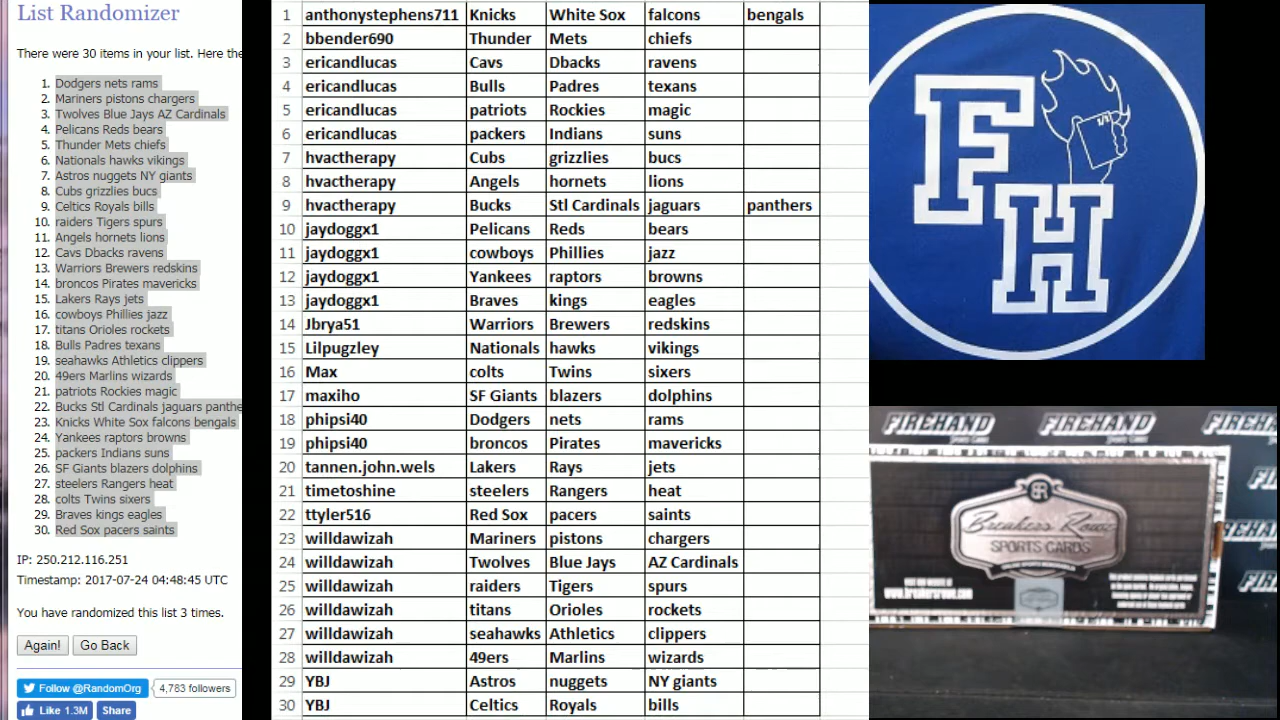 List Randomizer
There were 30 items in your list. Here the
1. Dodgers nets rams
2. Mariners pistons chargers
3. Twolves Blue Jays AZ Cardinals
4. Pelicans Reds bears
5. Thunder Mets chiefs
6. Nationals hawks vikings
7. Astros nuggets NY giants
8. Cubs grizzlies bucs
9. Celtics Royals bills
10. raiders Tigers spurs
11. Angels hornets lions
12. Cavs Dbacks ravens
13. Warriors Brewers redskins
14. broncos Pirates mavericks
15. Lakers Rays jets
16. cowboys Phillies jazz
17. titans Orioles rockets
18. Bulls Padres texans
19. seahawks Athletics clippers
20. 49ers Marlins wizards
21. patriots Rockies magic
22. Bucks Stl Cardinals jaguars panthe
23. Knicks White Sox falcons bengals
24. Yankees raptors browns
25. packers Indians suns
26. SF Giants blazers dolphins
27. steelers Rangers heat
28. colts Twins sixers
29. Braves kings eagles
30. Red Sox pacers saints
IP: 250.212.116.251
Timestamp: 2017-07-24 04:48:45 UTC
You have randomized this list 3 times.
Again! Go Back
Follow @RandomOrg 4,783 followers
Like 1.3M Share
1 anthonystephens711 Knicks White Sox falcons bengals
2 bbender690 Thunder Mets chiefs
3 ericandlucas Cavs Dbacks ravens
4 ericandlucas Bulls Padres texans
5 ericandlucas patriots Rockies magic
6 ericandlucas packers Indians suns
7 hvactherapy Cubs grizzlies bucs
8 hvactherapy Angels hornets lions
9 hvactherapy Bucks Stl Cardinals jaguars panthers
10 jaydoggx1 Pelicans Reds bears
11 jaydoggx1 cowboys Phillies jazz
12 jaydoggx1 Yankees raptors browns
13 jaydoggx1 Braves kings eagles
14 Jbrya51 Warriors Brewers redskins
15 Lilpugzley Nationals hawks vikings
16 Max colts Twins sixers
17 maxiho SF Giants blazers dolphins
18 phipsi40 Dodgers nets rams
19 phipsi40 broncos Pirates mavericks
20 tannen.john.wels Lakers Rays jets
21 timetoshine steelers Rangers heat
22 ttyler516 Red Sox pacers saints
23 willdawizah Mariners pistons chargers
24 willdawizah Twolves Blue Jays AZ Cardinals
25 willdawizah raiders Tigers spurs
26 willdawizah titans Orioles rockets
27 willdawizah seahawks Athletics clippers
28 willdawizah 49ers Marlins wizards
29 YBJ Astros nuggets NY giants
30 YBJ Celtics Royals bills
FH
1/1
FIREHAND FIREHAND FIREHAND
BR
Breakers Row
SPORTS CARDS